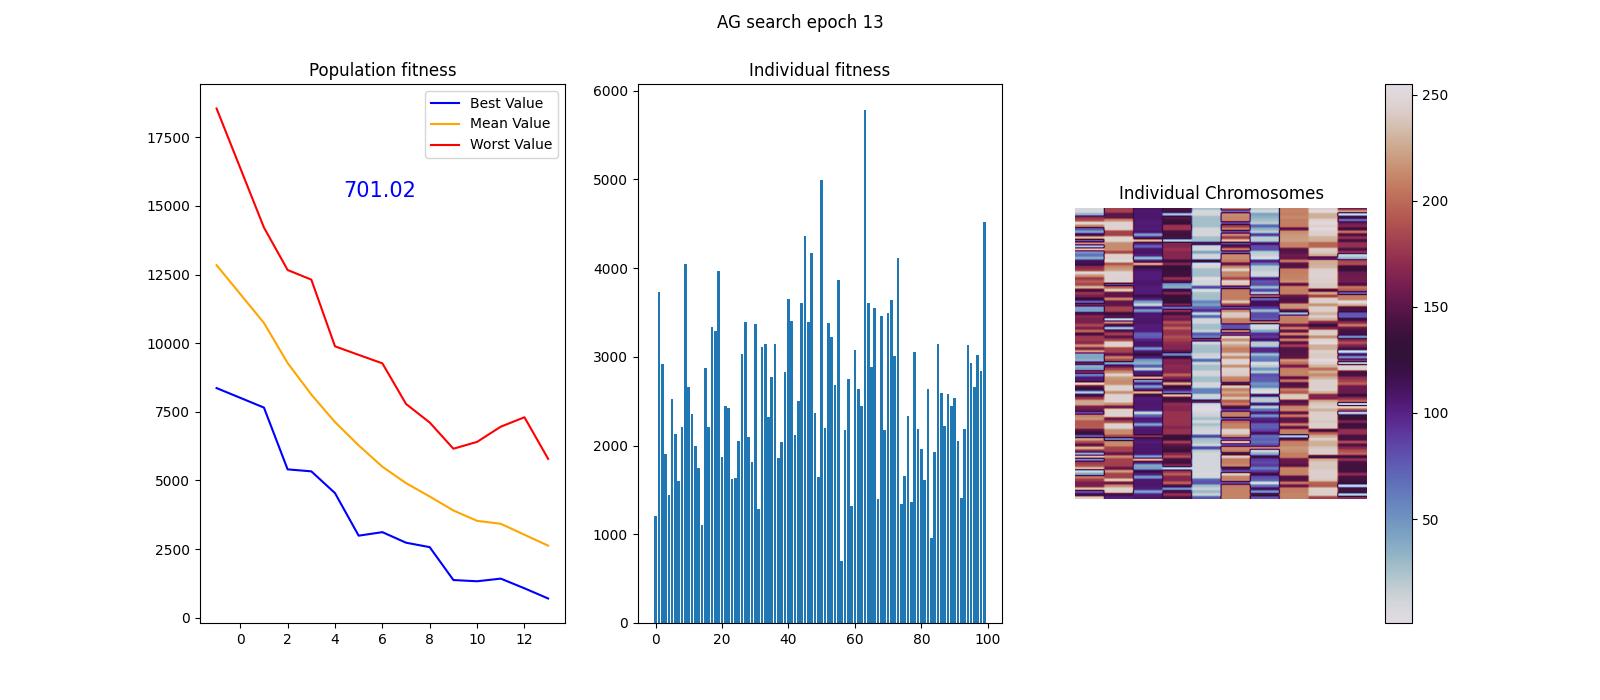 AG search epoch 13
Population fitness
Best Value
Mean Value
Worst Value
701.02
17500
15000
12500
10000
7500
5000
2500
0
0 2 4 6 8 10 12
Individual fitness
6000
5000
4000
3000
2000
1000
0
0 20 40 60 80 100
Individual Chromosomes
250
200
150
100
50